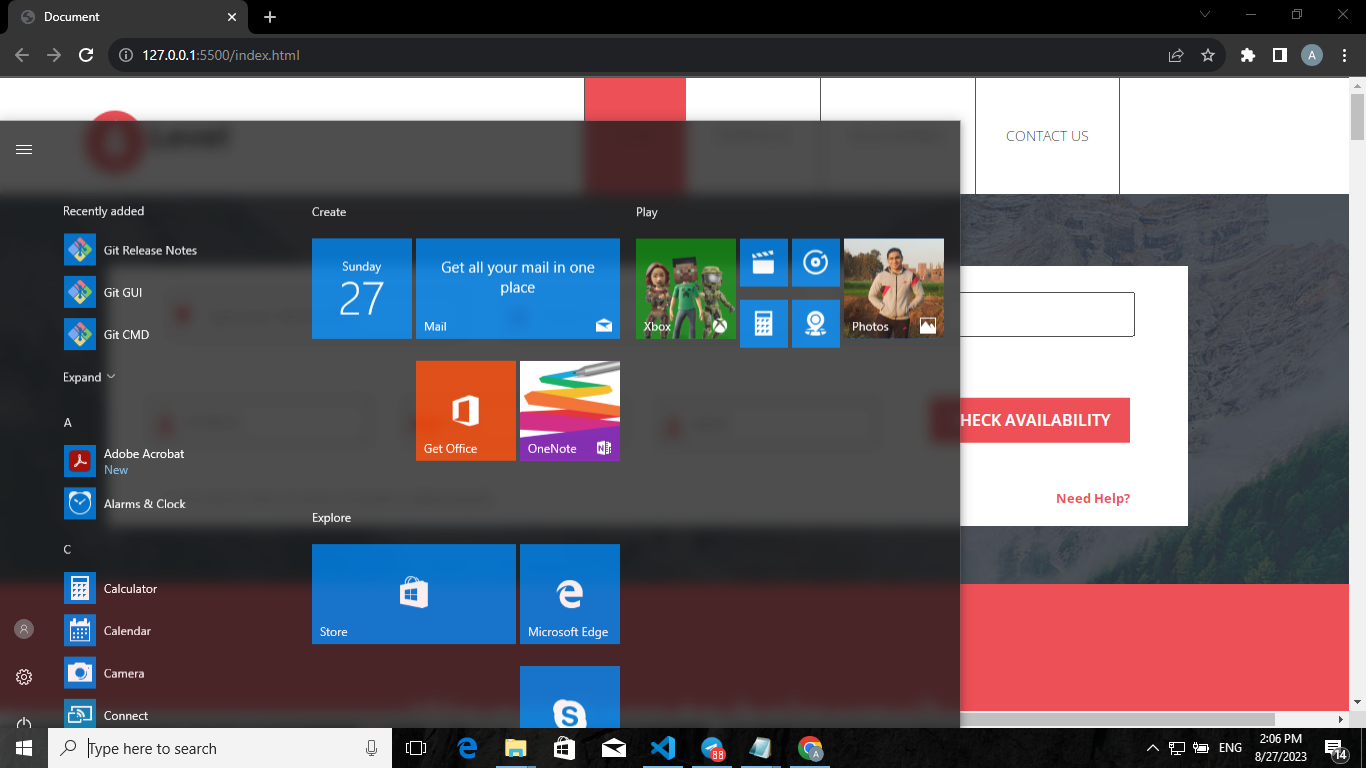 Document
127.0.0.1:5500/index.html
A
CONTACT US
Recently added
Git Release Notes
Git GUI
Git CMD
Expand
A
Adobe Acrobat
New
Alarms & Clock
C
Calculator
Calendar
Camera
Connect
Create
Sunday
27
Get all your mail in one
place
Mail
Get Office
OneNote
N
Explore
Store
Microsoft Edge
Play
Xbox
Photos
HECK AVAILABILITY
Need Help?
Type here to search
88
A
ENG
2:06 PM
8/27/2023
14